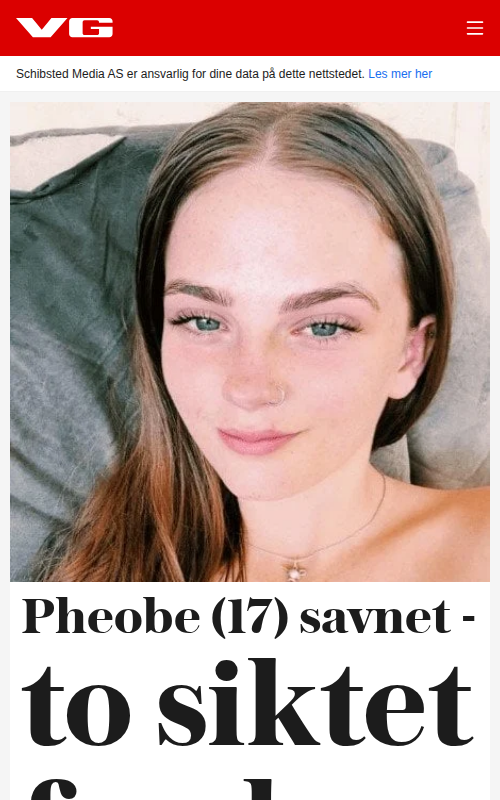 VG
Schibsted Media AS er ansvarlig for dine data på dette nettstedet. Les mer her
Pheobe (17) savnet -
to siktet